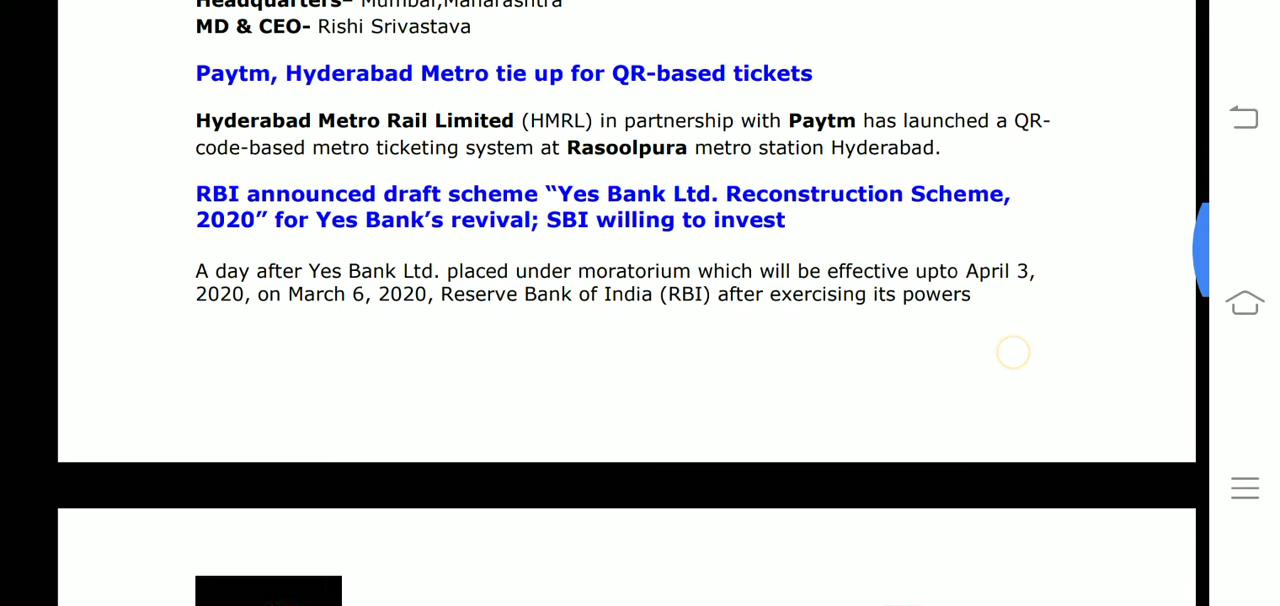 Headquarters– Mumbai,Maharashtra
MD & CEO- Rishi Srivastava
Paytm, Hyderabad Metro tie up for QR-based tickets
Hyderabad Metro Rail Limited (HMRL) in partnership with Paytm has launched a QR-
code-based metro ticketing system at Rasoolpura metro station Hyderabad.
RBI announced draft scheme “Yes Bank Ltd. Reconstruction Scheme,
2020” for Yes Bank’s revival; SBI willing to invest
A day after Yes Bank Ltd. placed under moratorium which will be effective upto April 3,
2020, on March 6, 2020, Reserve Bank of India (RBI) after exercising its powers